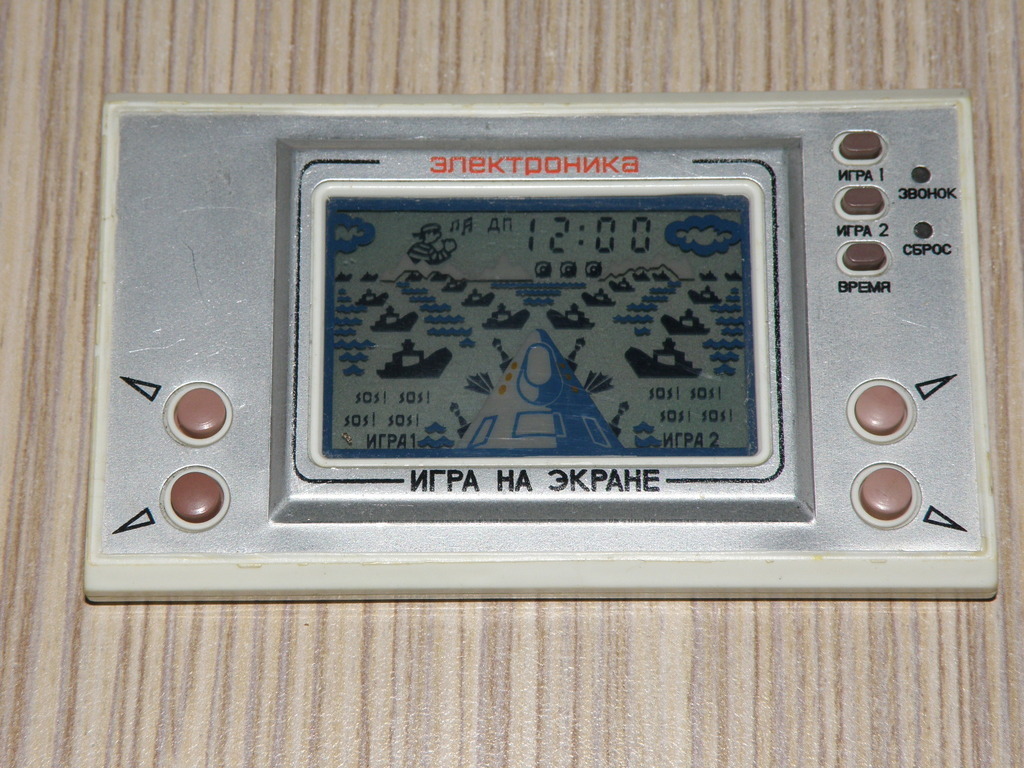 электроника
ПЯ ДП 12:00
SOS! SOS!
SOS! SOS!
ИГРА1
SOS! SOS!
SOS! SOS!
ИГРА 2
ИГРА НА ЭКРАНЕ
ИГРА 1
ЗВОНОК
ИГРА 2
СБРОС
ВРЕМЯ